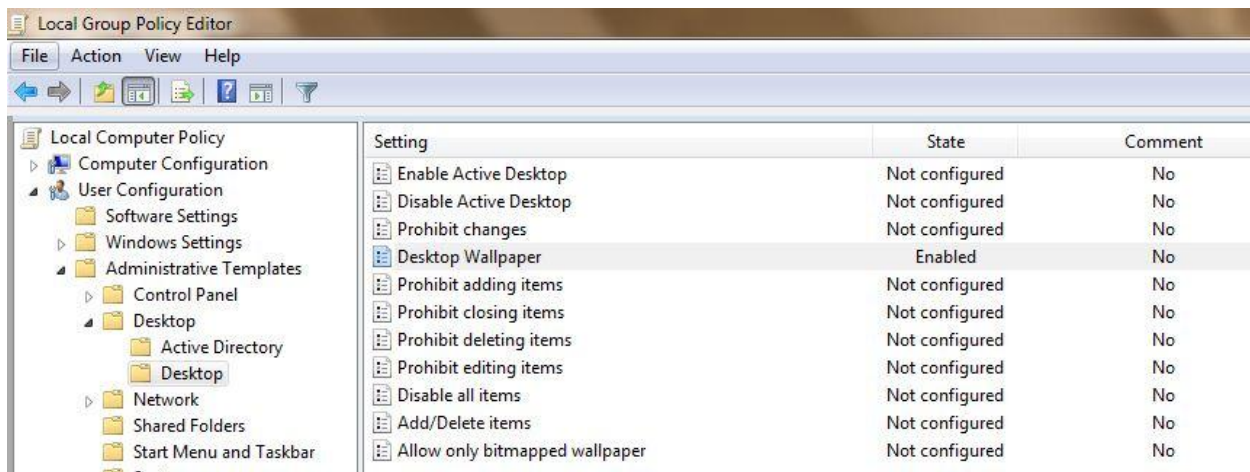 Local Group Policy Editor
File Action View Help
Local Computer Policy
Computer Configuration
User Configuration
Software Settings
Windows Settings
Administrative Templates
Control Panel
Desktop
Active Directory
Desktop
Network
Shared Folders
Start Menu and Taskbar
Setting State Comment
Enable Active Desktop Not configured No
Disable Active Desktop Not configured No
Prohibit changes Not configured No
Desktop Wallpaper Enabled No
Prohibit adding items Not configured No
Prohibit closing items Not configured No
Prohibit deleting items Not configured No
Prohibit editing items Not configured No
Disable all items Not configured No
Add/Delete items Not configured No
Allow only bitmapped wallpaper Not configured No